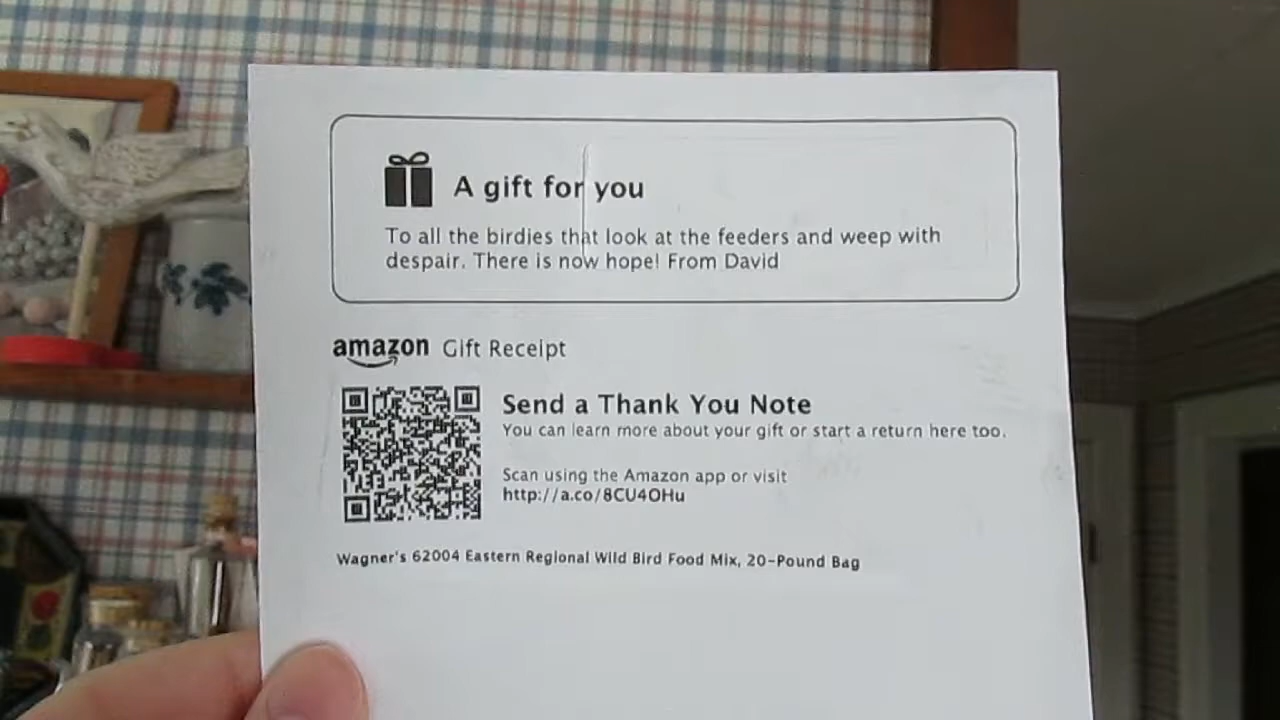 A gift for you
To all the birdies that look at the feeders and weep with
despair. There is now hope! From David
amazon Gift Receipt
Send a Thank You Note
You can learn more about your gift or start a return here too.
Scan using the Amazon app or visit
http://a.co/8CU4OHu
Wagner's 62004 Eastern Regional Wild Bird Food Mix, 20-Pound Bag